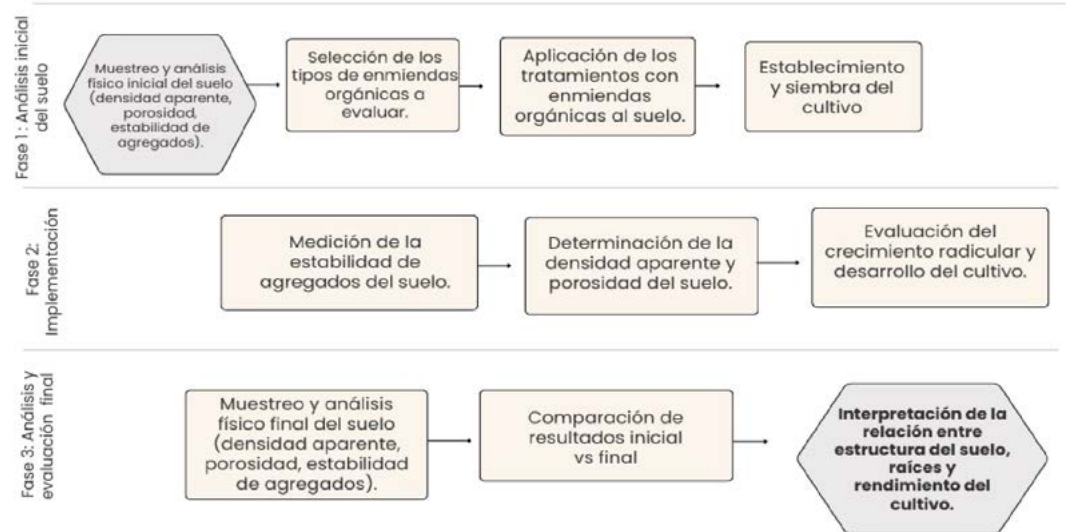 Fase 1 : Análisis inicial
del suelo
Muestreo y análisis
físico inicial del suelo
(densidad aparente,
porosidad,
estabilidad de
agregados).
Selección de los
tipos de enmiendas
orgánicas a
evaluar.
Aplicación de los
tratamientos con
enmiendas
orgánicas al suelo.
Establecimiento
y siembra del
cultivo
Fase 2:
Implementación
Medición de la
estabilidad de
agregados del suelo.
Determinación de la
densidad aparente y
porosidad del suelo.
Evaluación del
crecimiento radicular y
desarrollo del cultivo.
Fase 3: Análisis y
evaluación final
Muestreo y análisis
físico final del suelo
(densidad aparente,
porosidad, estabilidad
de agregados).
Comparación de
resultados inicial
vs final
Interpretación de la
relación entre
estructura del suelo,
raíces y
rendimiento del
cultivo.